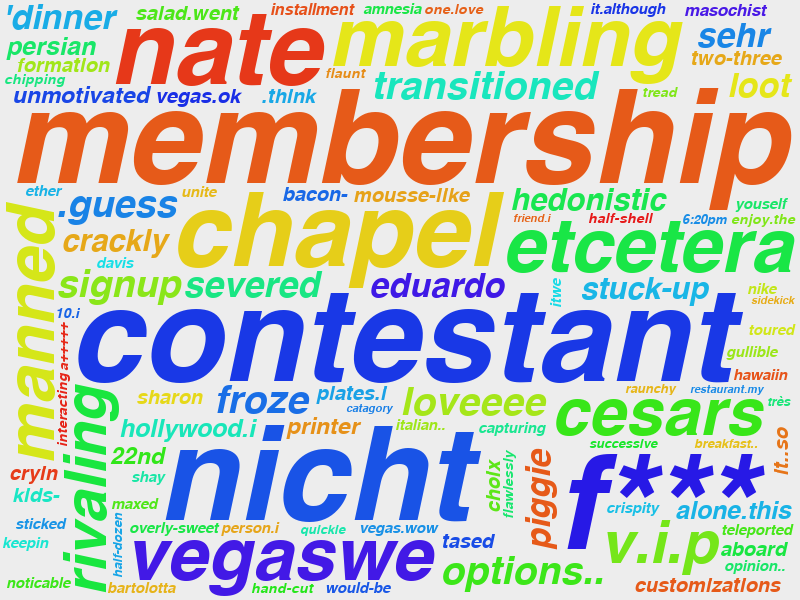 'dinner
salad.went
installment
amnesia
one.love
it.although
masochist
persian
nate
marbling
sehr
formation
two-three
chipping
flaunt
transitioned
loot
unmotivated
vegas.ok
.think
tread
membership
ether
unite
bacon-
mousse-like
hedonistic
youself
.guess
chapel
friend.i
half-shell
6:20pm
enjoy.the
manned
crackly
etcetera
davis
signup
severed
eduardo
itwe
stuck-up
nike
sidekick
10.i
contestant
toured
interacting
a++++++
gullible
hawaiin
rivaling
sharon
froze
plates.i
catagory
loveeee
raunchy
restaurant.my
cesars
très
hollywood.i
printer
italian..
capturing
successive
breakfast..
22nd
nicht
cholx
flawlessly
piggie
f***
it..so
cryin
shay
kids-
maxed
crispity
alone.this
sticked
half-dozen
overly-sweet
person.i
quickie
vegas.wow
tased
v.i.p
teleported
keepin
vegaswe
aboard
options..
opinion..
noticable
bartolotta
hand-cut
would-be
customizations